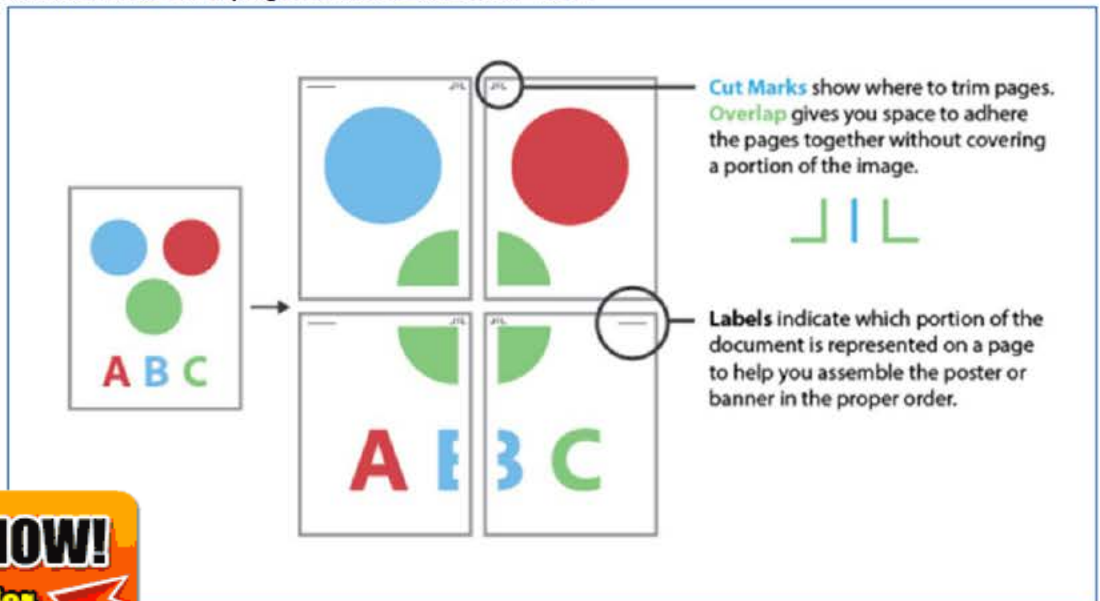 Cut Marks show where to trim pages.
Overlap gives you space to adhere
the pages together without covering
a portion of the image.
A B C
Labels indicate which portion of the
document is represented on a page
to help you assemble the poster or
banner in the proper order.
A B
B C
NOW!